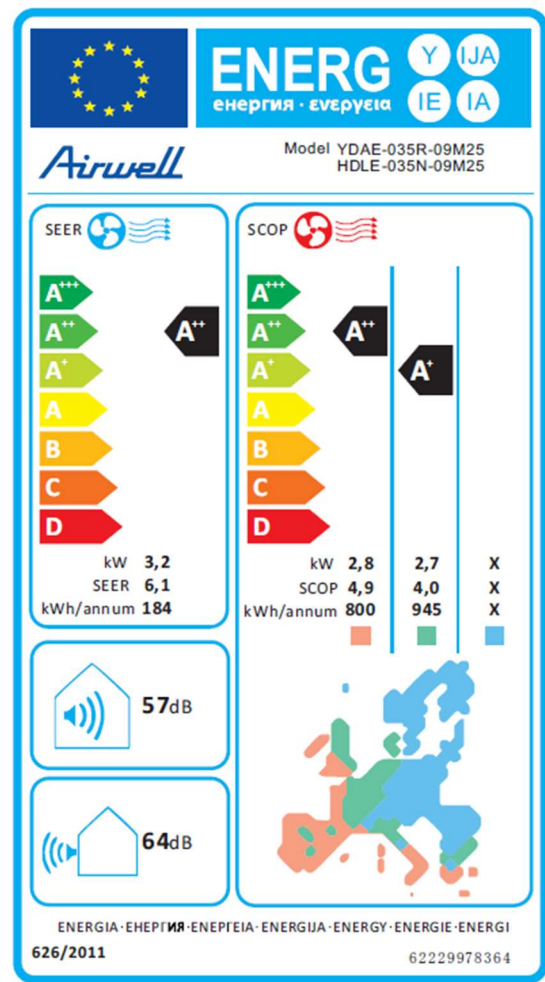 ENERG
енергия · ενεργεια
Y IJA
IE IA
Airwell
Model YDAE-035R-09M25
HDLE-035N-09M25
SEER
A+++
A++
A+
A
B
C
D
A++
kW 3,2
SEER 6,1
kWh/annum 184
SCOP
A+++
A++
A+
A
B
C
D
A++
A+
kW 2,8 2,7 X
SCOP 4,9 4,0 X
kWh/annum 800 945 X
57dB
64dB
ENERGIA·ЕНЕРГИЯ·ΕΝΕΡΓΕΙΑ·ENERGIJA·ENERGY·ENERGIE·ENERGI
626/2011
62229978364